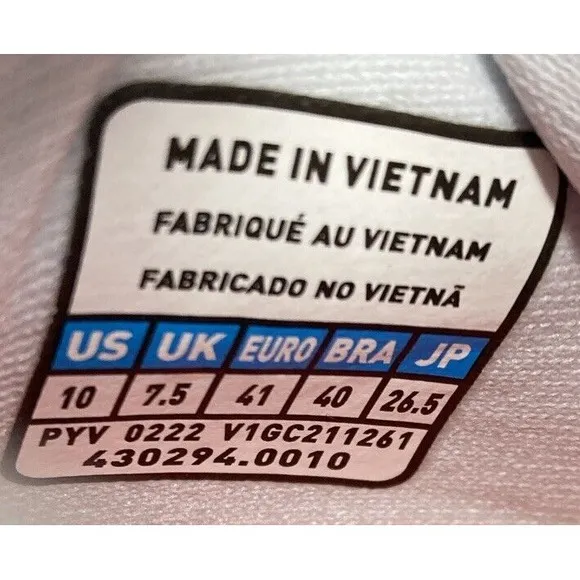 MADE IN VIETNAM
FABRIQUÉ AU VIETNAM
FABRICADO NO VIETNÃ
US UK EURO BRA JP
10 7.5 41 40 26.5
PYV 0222 V1GC211261
430294.0010